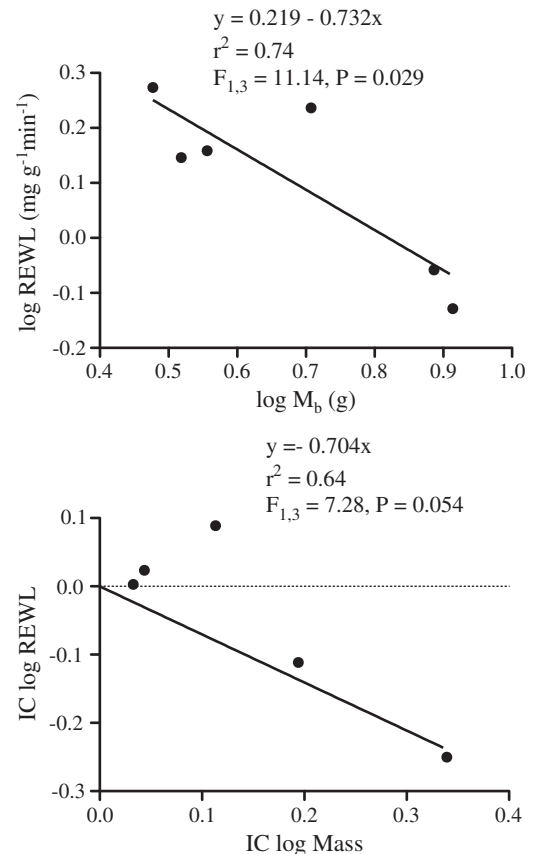 y = 0.219 - 0.732x
r² = 0.74
F₁,₃ = 11.14, P = 0.029
0.3
0.2
0.1
0.0
-0.1
-0.2
log REWL (mg g⁻¹min⁻¹)
0.4 0.5 0.6 0.7 0.8 0.9 1.0
log M_b (g)
y =- 0.704x
r² = 0.64
F₁,₃ = 7.28, P = 0.054
0.1
0.0
-0.1
-0.2
-0.3
IC log REWL
0.0 0.1 0.2 0.3 0.4
IC log Mass